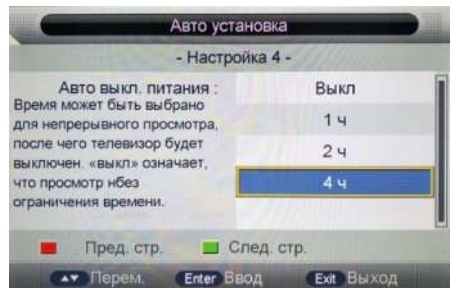 Авто установка
- Настройка 4 -
Авто выкл. питания :
Время может быть выбрано
для непрерывного просмотра,
после чего телевизор будет
выключен. «выкл» означает,
что просмотр нбез
ограничения времени.
Выкл
1 ч
2 ч
4 ч
Пред. стр. След. стр.
Перем. Enter Ввод Exit Выход